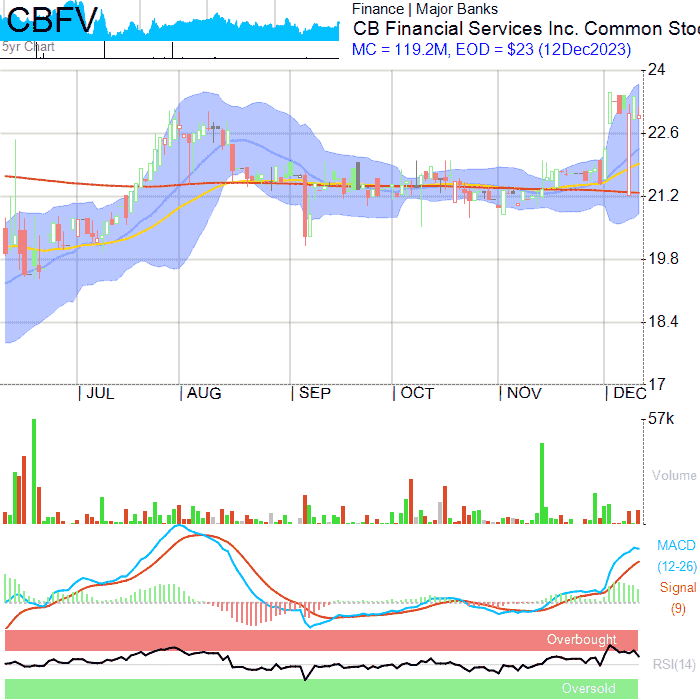 CBFV
5yr Chart
Finance | Major Banks
CB Financial Services Inc. Common Stoc
MC = 119.2M, EOD = $23 (12Dec2023)
24
22.6
21.2
19.8
18.4
17
JUL
AUG
SEP
OCT
NOV
DEC
57k
Volume
MACD
(12-26)
Signal
(9)
Overbought
RSI(14)
Oversold